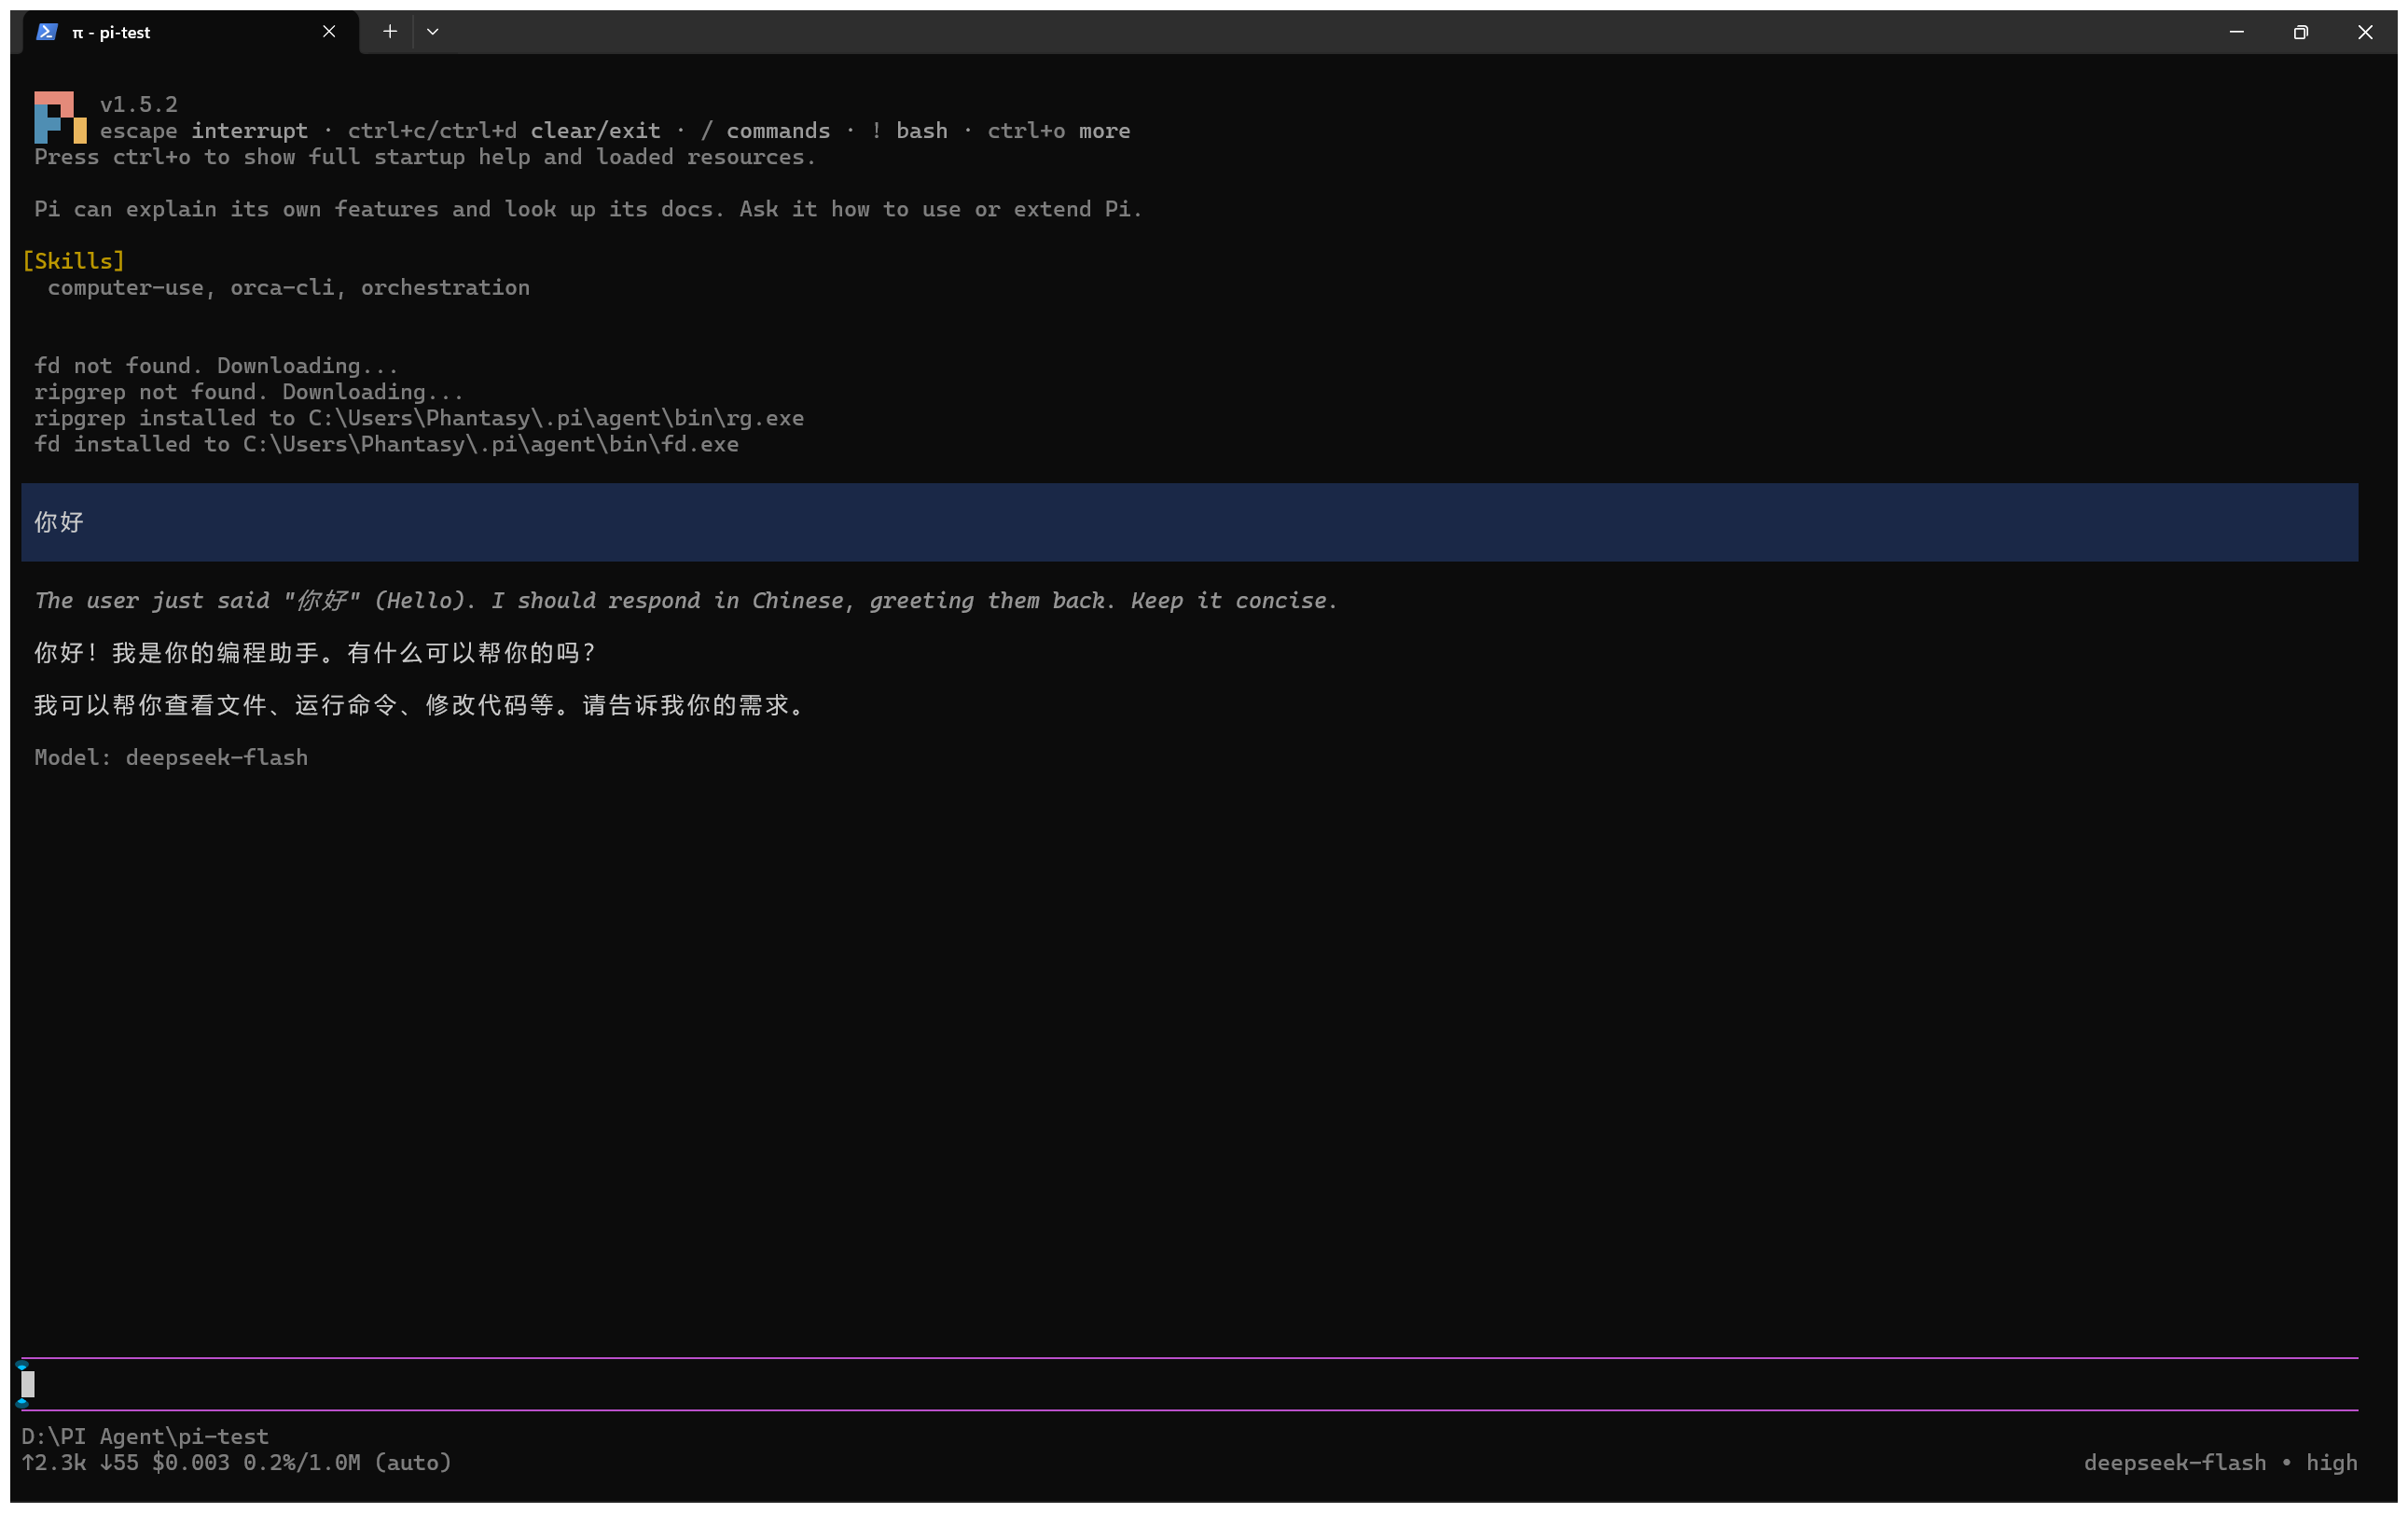 π - pi-test
v1.5.2
escape interrupt · ctrl+c/ctrl+d clear/exit · / commands · ! bash · ctrl+o more
Press ctrl+o to show full startup help and loaded resources.
Pi can explain its own features and look up its docs. Ask it how to use or extend Pi.
[Skills]
computer-use, orca-cli, orchestration
fd not found. Downloading...
ripgrep not found. Downloading...
ripgrep installed to C:\Users\Phantasy\.pi\agent\bin\rg.exe
fd installed to C:\Users\Phantasy\.pi\agent\bin\fd.exe
你好
The user just said "你好" (Hello). I should respond in Chinese, greeting them back. Keep it concise.
你好！我是你的编程助手。有什么可以帮你的吗？
我可以帮你查看文件、运行命令、修改代码等。请告诉我你的需求。
Model: deepseek-flash
D:\PI Agent\pi-test
↑2.3k ↓55 $0.003 0.2%/1.0M (auto) deepseek-flash • high